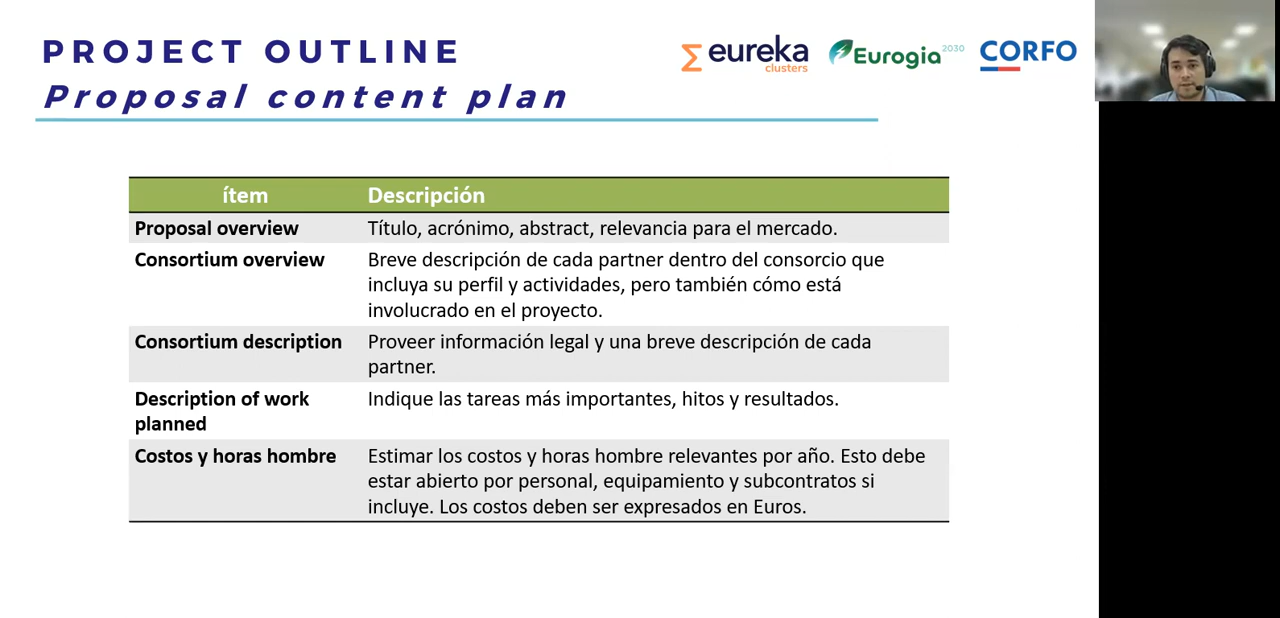 PROJECT OUTLINE
Proposal content plan
eureka
clusters
Eurogia 2030
CORFO
ítem Descripción
Proposal overview Título, acrónimo, abstract, relevancia para el mercado.
Consortium overview Breve descripción de cada partner dentro del consorcio que
incluya su perfil y actividades, pero también cómo está
involucrado en el proyecto.
Consortium description Proveer información legal y una breve descripción de cada
partner.
Description of work Indique las tareas más importantes, hitos y resultados.
planned
Costos y horas hombre Estimar los costos y horas hombre relevantes por año. Esto debe
estar abierto por personal, equipamiento y subcontratos si
incluye. Los costos deben ser expresados en Euros.